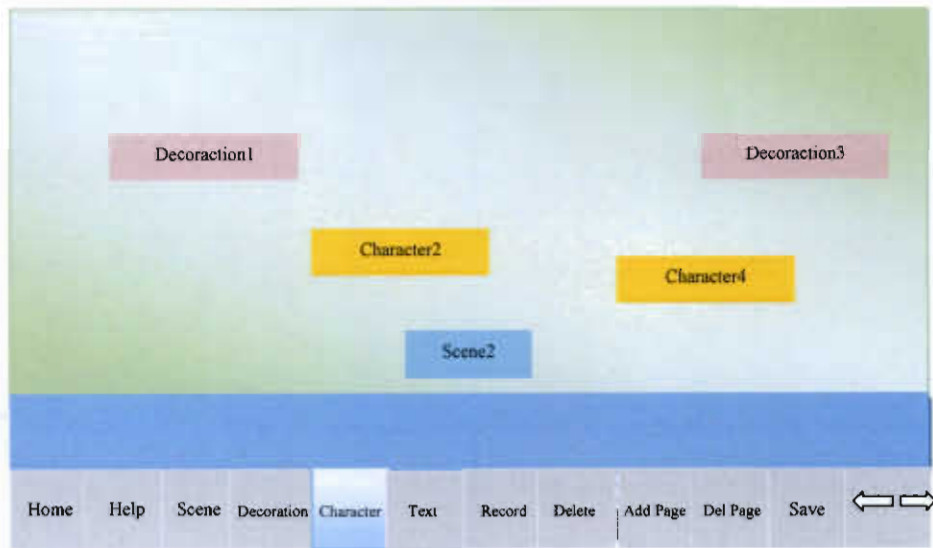 Decoraction1
Decoraction3
Character2
Character4
Scene2
Home Help Scene Decoration Character Text Record Delete Add Page Del Page Save